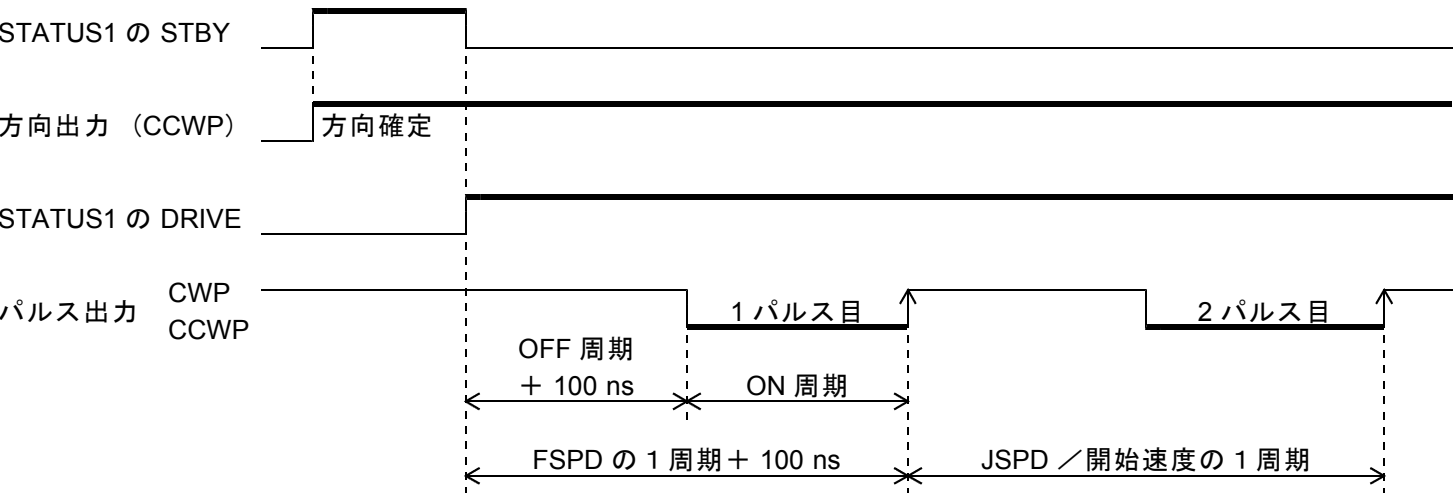 STATUS1 の STBY
方向出力 （CCWP）
方向確定
STATUS1 の DRIVE
パルス出力
CWP
CCWP
1 パルス目
2 パルス目
OFF 周期
＋ 100 ns
ON 周期
FSPD の 1 周期＋ 100 ns
JSPD ／開始速度の 1 周期